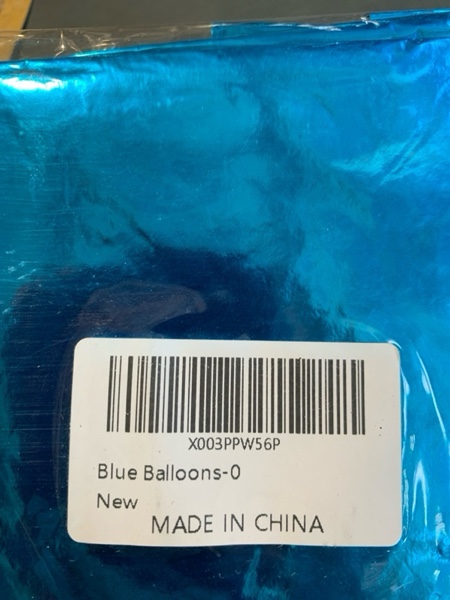 X003PPW56P
Blue Balloons-0
New
MADE IN CHINA